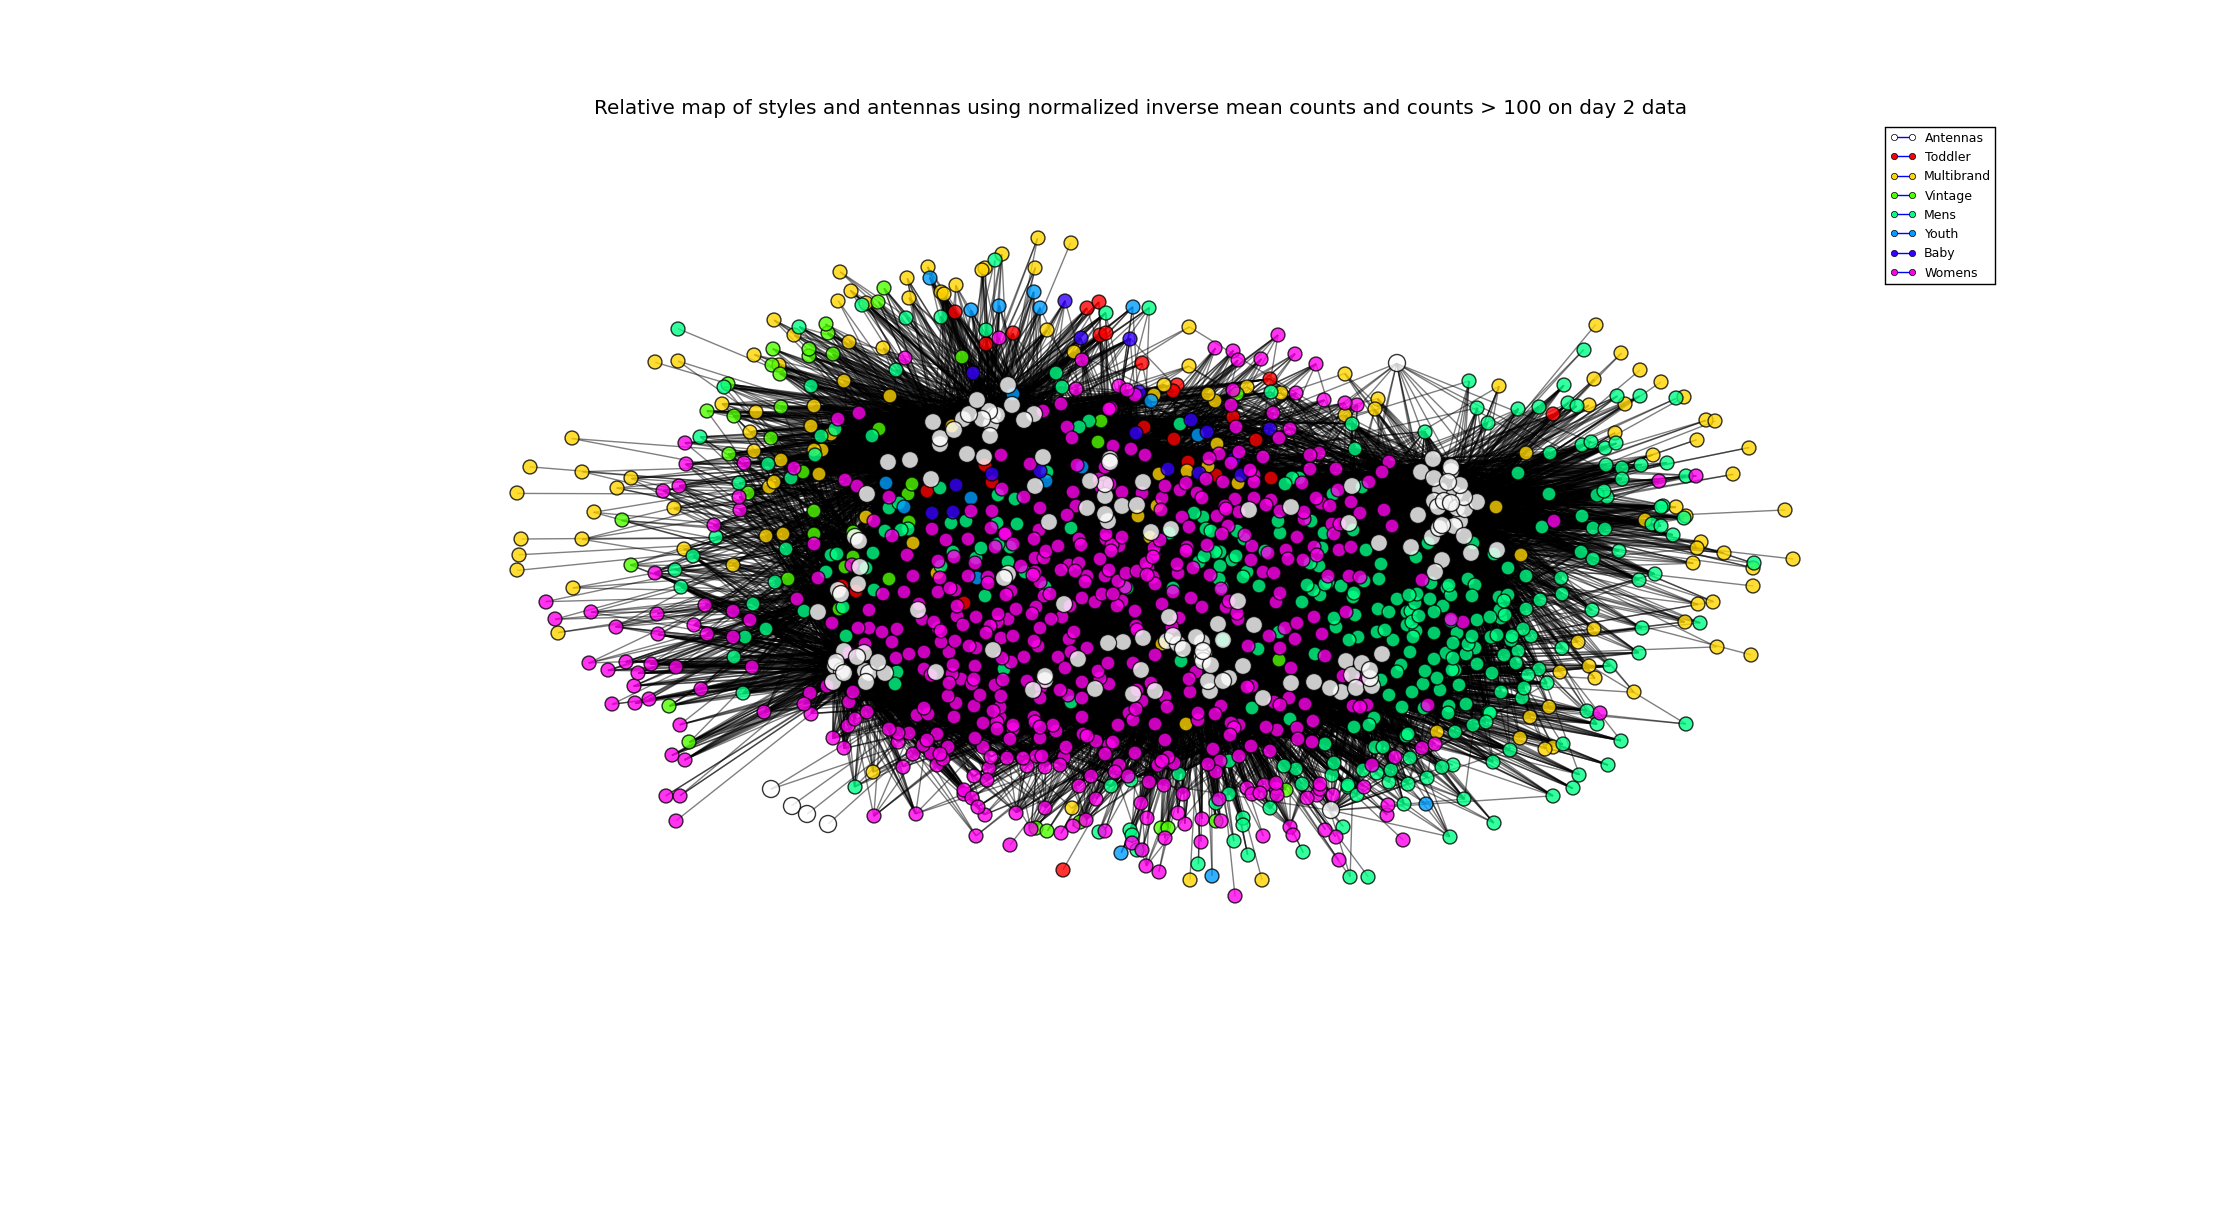 Relative map of styles and antennas using normalized inverse mean counts and counts > 100 on day 2 data
Antennas
Toddler
Multibrand
Vintage
Mens
Youth
Baby
Womens